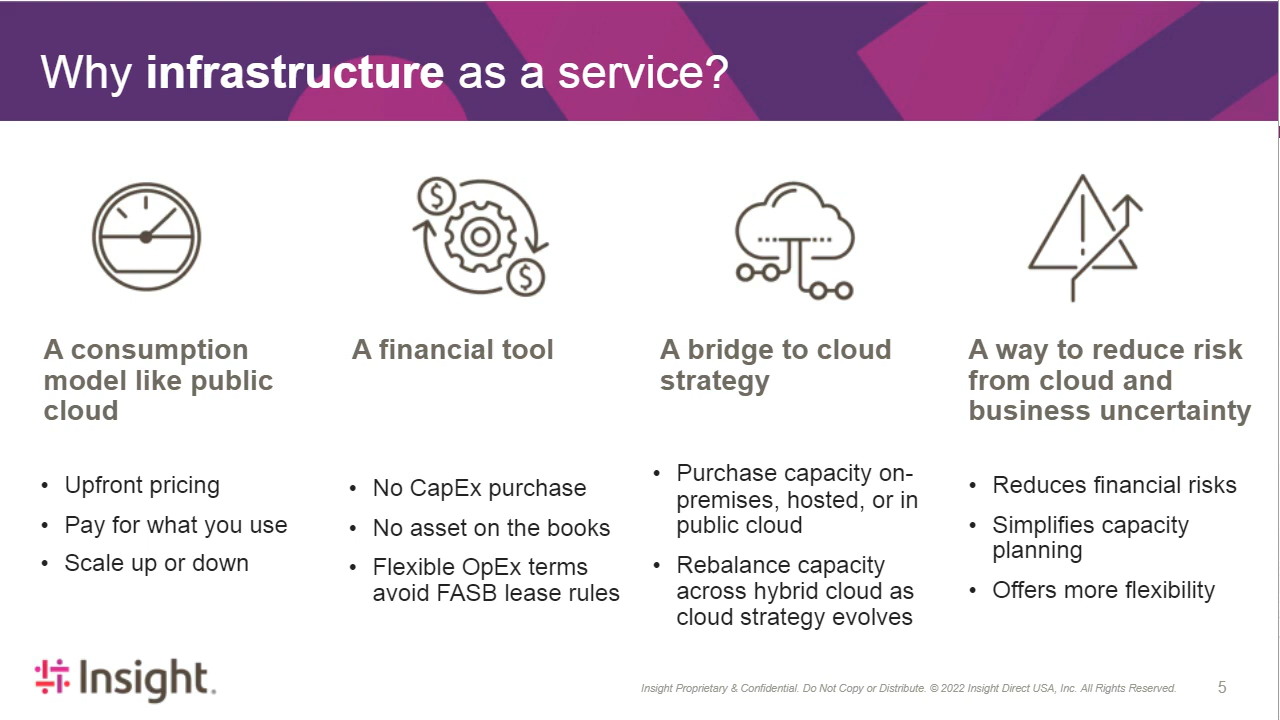 Why infrastructure as a service?
$
$
A consumption
model like public
cloud
• Upfront pricing
• Pay for what you use
• Scale up or down
A financial tool
• No CapEx purchase
• No asset on the books
• Flexible OpEx terms
avoid FASB lease rules
A bridge to cloud
strategy
• Purchase capacity on-
premises, hosted, or in
public cloud
• Rebalance capacity
across hybrid cloud as
cloud strategy evolves
A way to reduce risk
from cloud and
business uncertainty
• Reduces financial risks
• Simplifies capacity
planning
• Offers more flexibility
Insight.
Insight Proprietary & Confidential. Do Not Copy or Distribute. © 2022 Insight Direct USA, Inc. All Rights Reserved.
5